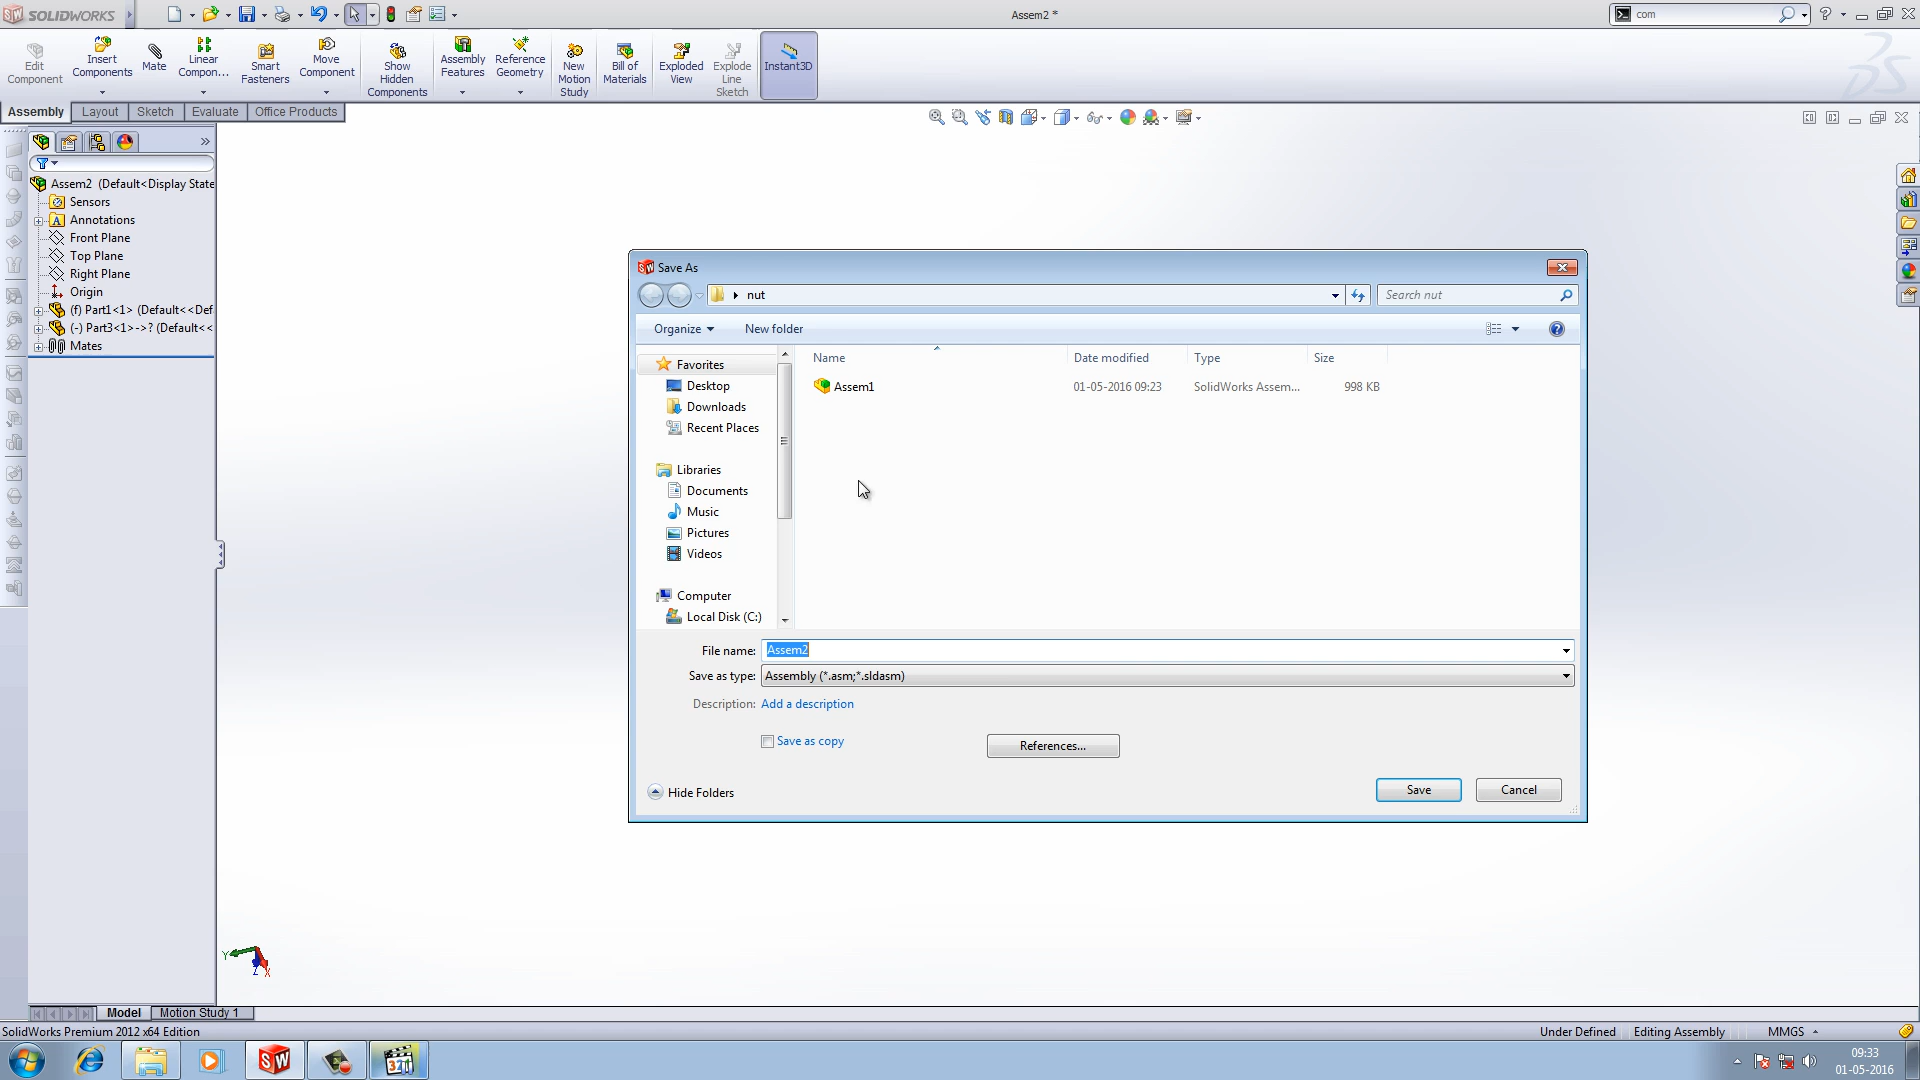 SOLIDWORKS
Assem2 *
com
Edit Component
Insert Components
Mate
Linear Compon...
Smart Fasteners
Move Component
Show Hidden Components
Assembly Features
Reference Geometry
New Motion Study
Bill of Materials
Exploded View
Explode Line Sketch
Instant3D
Assembly Layout Sketch Evaluate Office Products
Assem2 (Default<Display State
Sensors
Annotations
Front Plane
Top Plane
Right Plane
Origin
(f) Part1<1> (Default<<Def
(-) Part3<1>->? (Default<<
Mates
Save As
nut
Search nut
Organize
New folder
Name Date modified Type Size
Assem1 01-05-2016 09:23 SolidWorks Assem... 998 KB
Favorites
Desktop
Downloads
Recent Places
Libraries
Documents
Music
Pictures
Videos
Computer
Local Disk (C:)
File name: Assem2
Save as type: Assembly (*.asm;*.sldasm)
Description: Add a description
Save as copy
References...
Hide Folders
Save
Cancel
Y
Z
X
Model Motion Study 1
SolidWorks Premium 2012 x64 Edition
Under Defined Editing Assembly MMGS
SW
321
09:33
01-05-2016